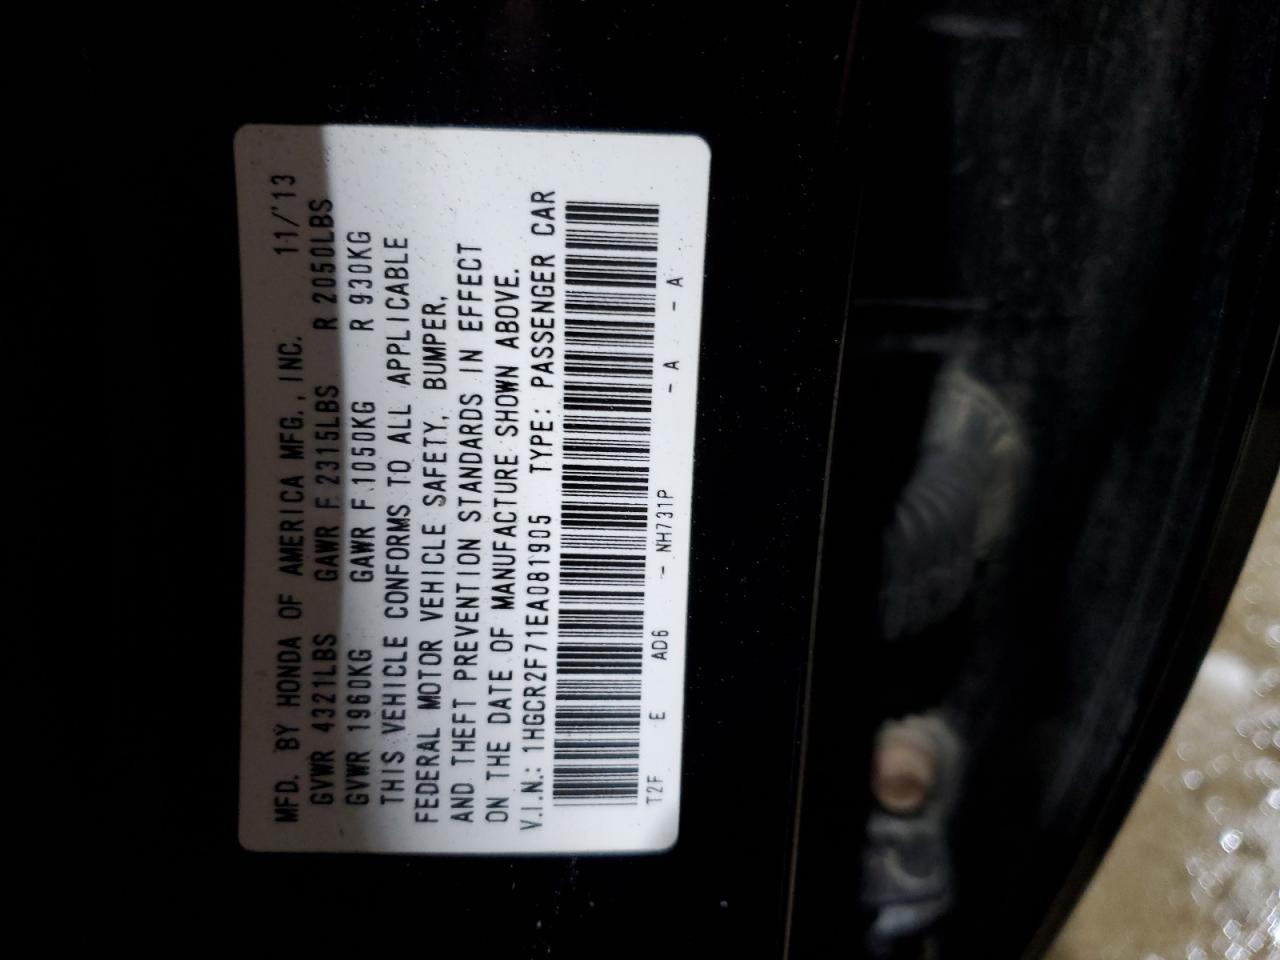 MFD. BY HONDA OF AMERICA MFG., INC. 11/'13
GVWR 4321LBS GAWR F 2315LBS R 2050LBS
GVWR 1960KG GAWR F 1050KG R 930KG
THIS VEHICLE CONFORMS TO ALL APPLICABLE
FEDERAL MOTOR VEHICLE SAFETY, BUMPER,
AND THEFT PREVENTION STANDARDS IN EFFECT
ON THE DATE OF MANUFACTURE SHOWN ABOVE.
V.I.N.: 1HGCR2F71EA081905 TYPE: PASSENGER CAR
T2F E AD6 - NH731P - A - A